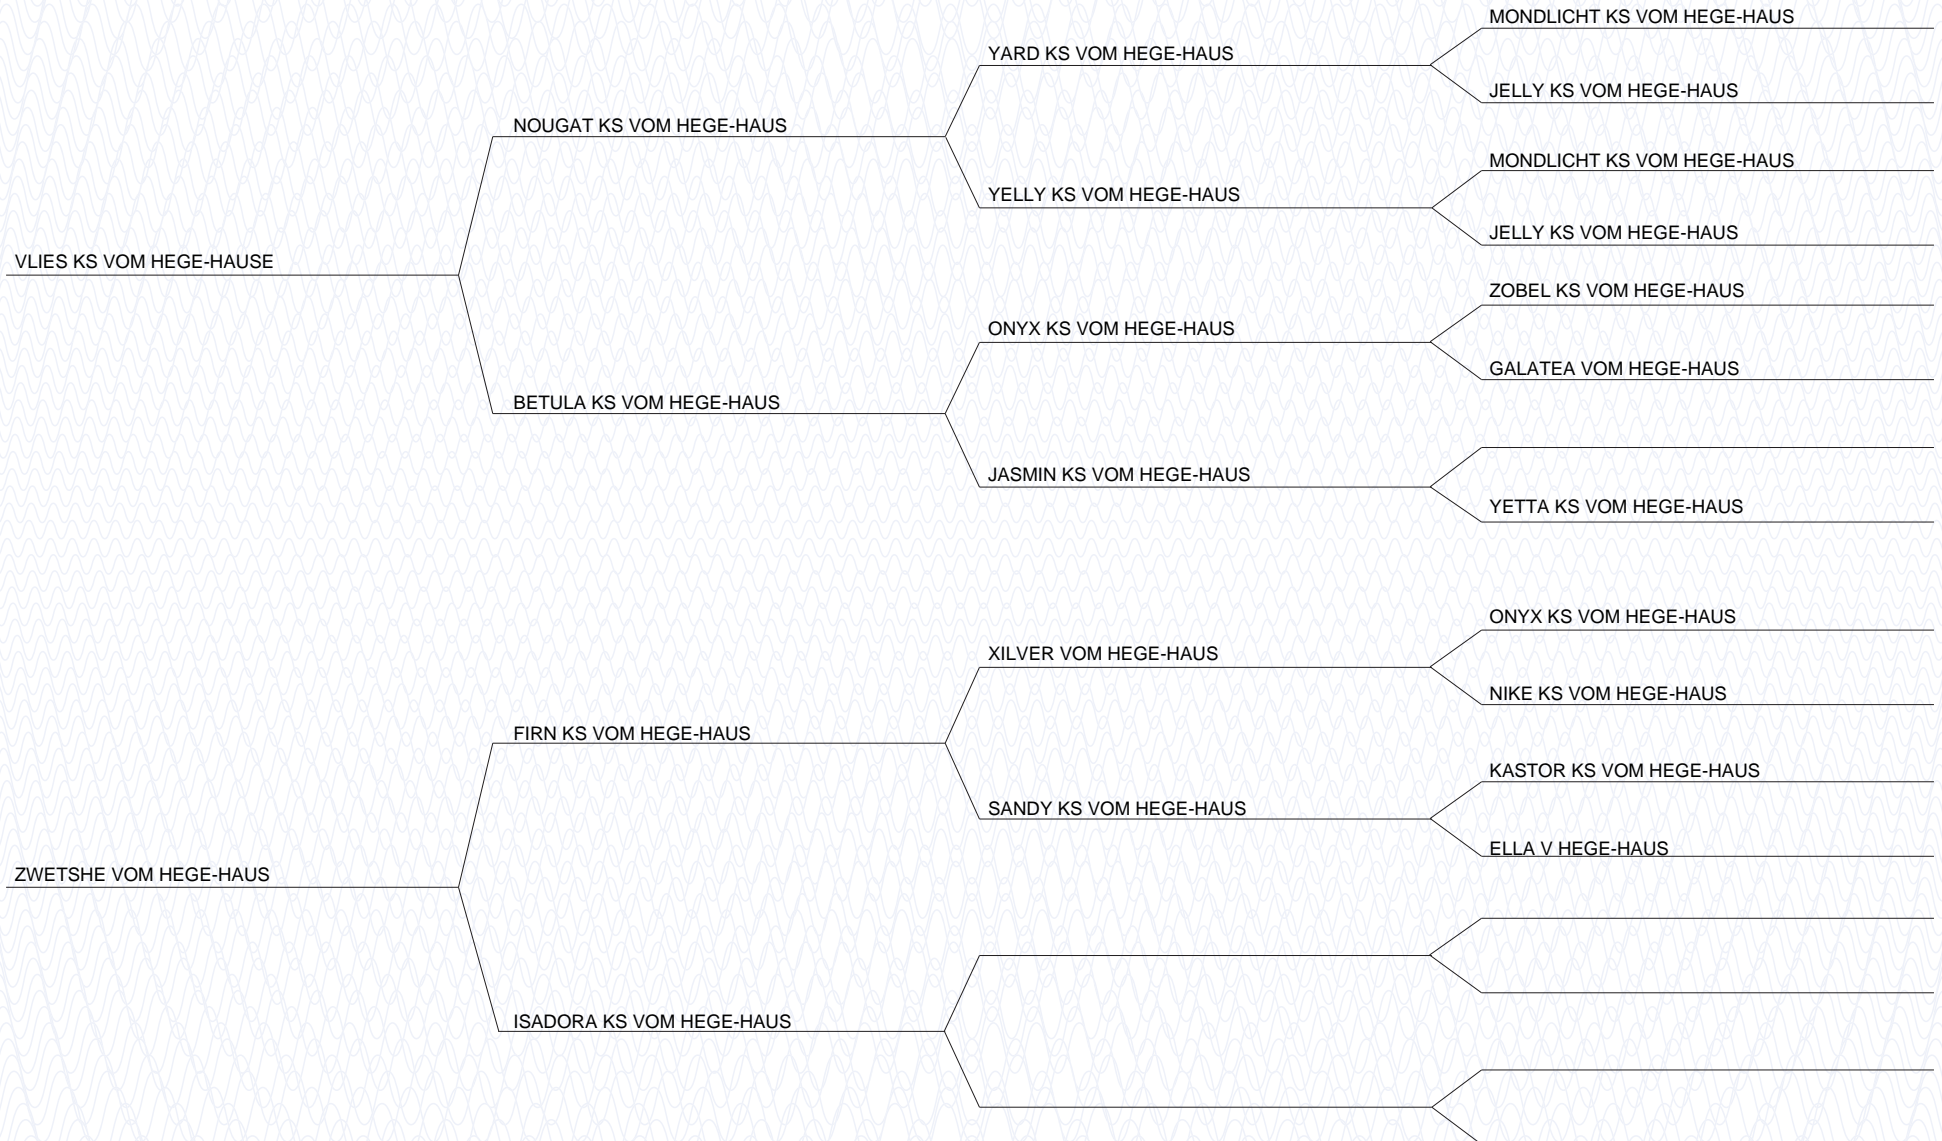 MONDLICHT KS VOM HEGE-HAUS
YARD KS VOM HEGE-HAUS
JELLY KS VOM HEGE-HAUS
NOUGAT KS VOM HEGE-HAUS
MONDLICHT KS VOM HEGE-HAUS
YELLY KS VOM HEGE-HAUS
JELLY KS VOM HEGE-HAUS
VLIES KS VOM HEGE-HAUSE
ZOBEL KS VOM HEGE-HAUS
ONYX KS VOM HEGE-HAUS
GALATEA VOM HEGE-HAUS
BETULA KS VOM HEGE-HAUS
JASMIN KS VOM HEGE-HAUS
YETTA KS VOM HEGE-HAUS
ONYX KS VOM HEGE-HAUS
XILVER VOM HEGE-HAUS
NIKE KS VOM HEGE-HAUS
FIRN KS VOM HEGE-HAUS
KASTOR KS VOM HEGE-HAUS
SANDY KS VOM HEGE-HAUS
ELLA V HEGE-HAUS
ZWETSHE VOM HEGE-HAUS
ISADORA KS VOM HEGE-HAUS